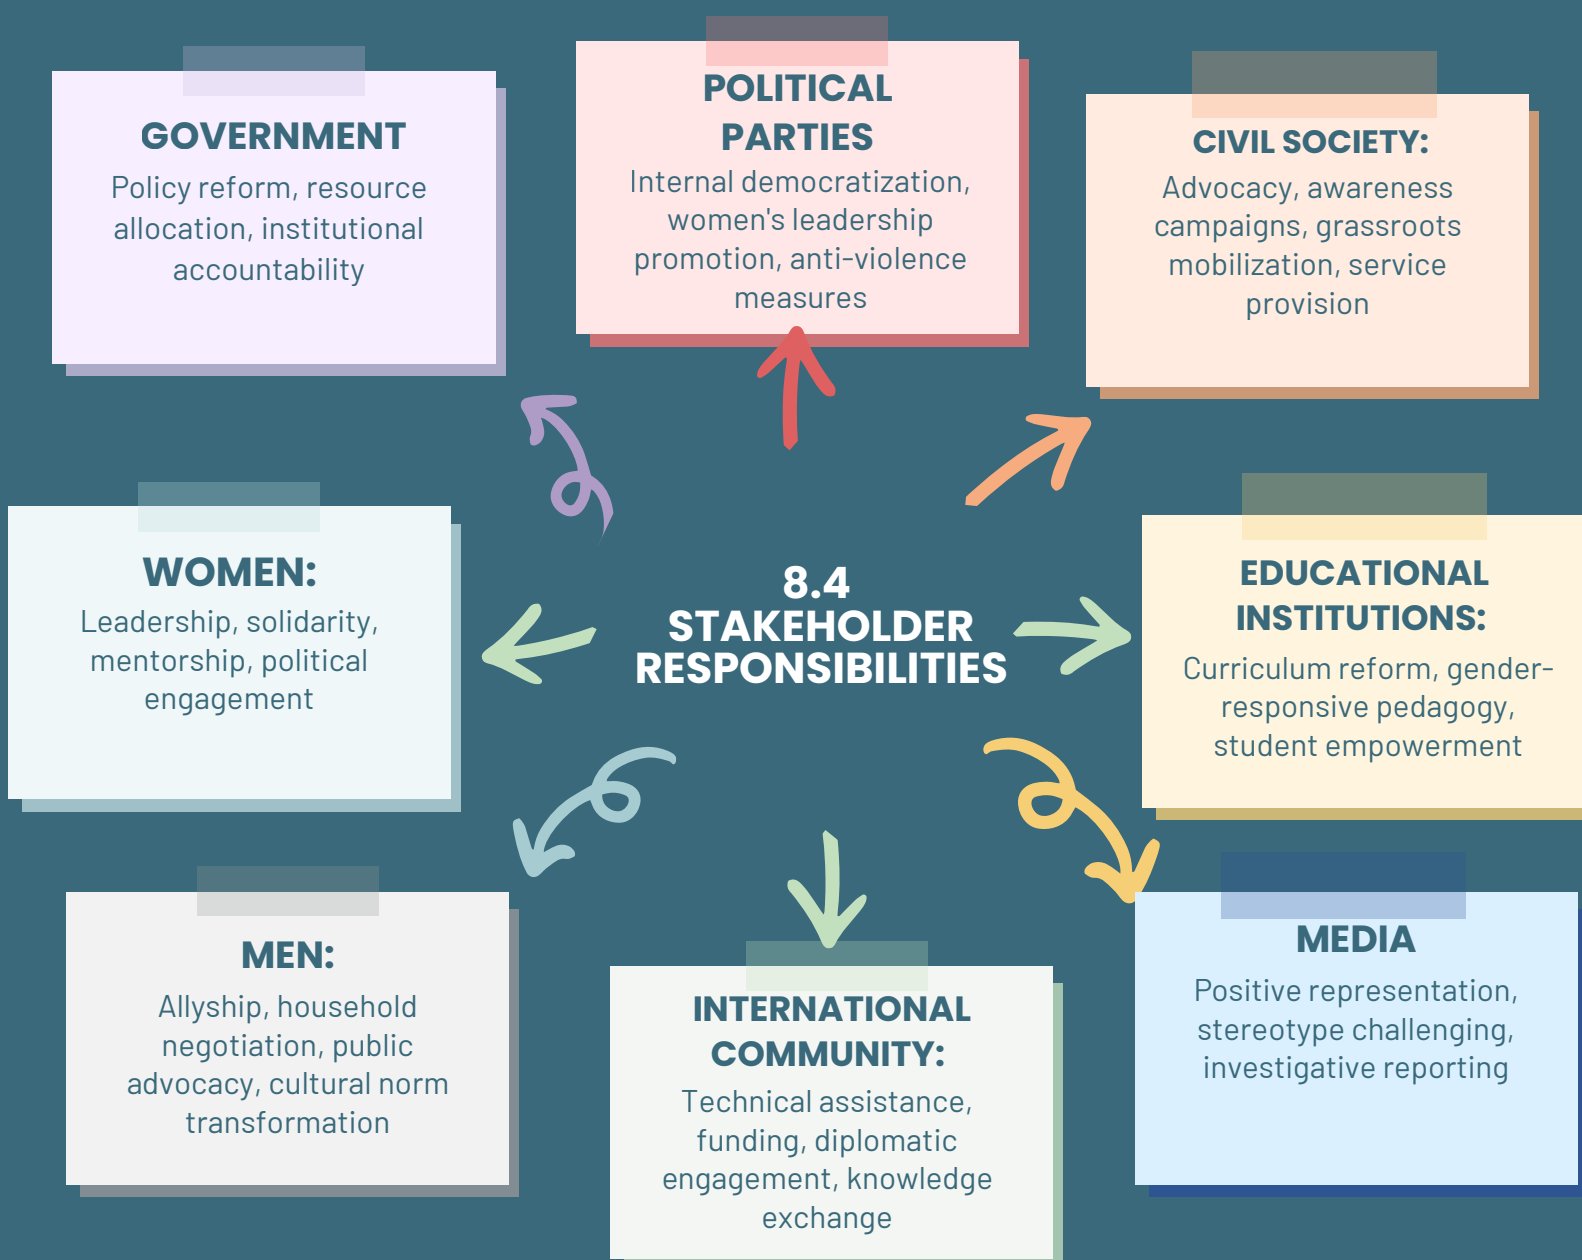 GOVERNMENT
Policy reform, resource
allocation, institutional
accountability
POLITICAL
PARTIES
Internal democratization,
women's leadership
promotion, anti-violence
measures
CIVIL SOCIETY:
Advocacy, awareness
campaigns, grassroots
mobilization, service
provision
WOMEN:
Leadership, solidarity,
mentorship, political
engagement
8.4
STAKEHOLDER
RESPONSIBILITIES
EDUCATIONAL
INSTITUTIONS:
Curriculum reform, gender-
responsive pedagogy,
student empowerment
MEN:
Allyship, household
negotiation, public
advocacy, cultural norm
transformation
INTERNATIONAL
COMMUNITY:
Technical assistance,
funding, diplomatic
engagement, knowledge
exchange
MEDIA
Positive representation,
stereotype challenging,
investigative reporting